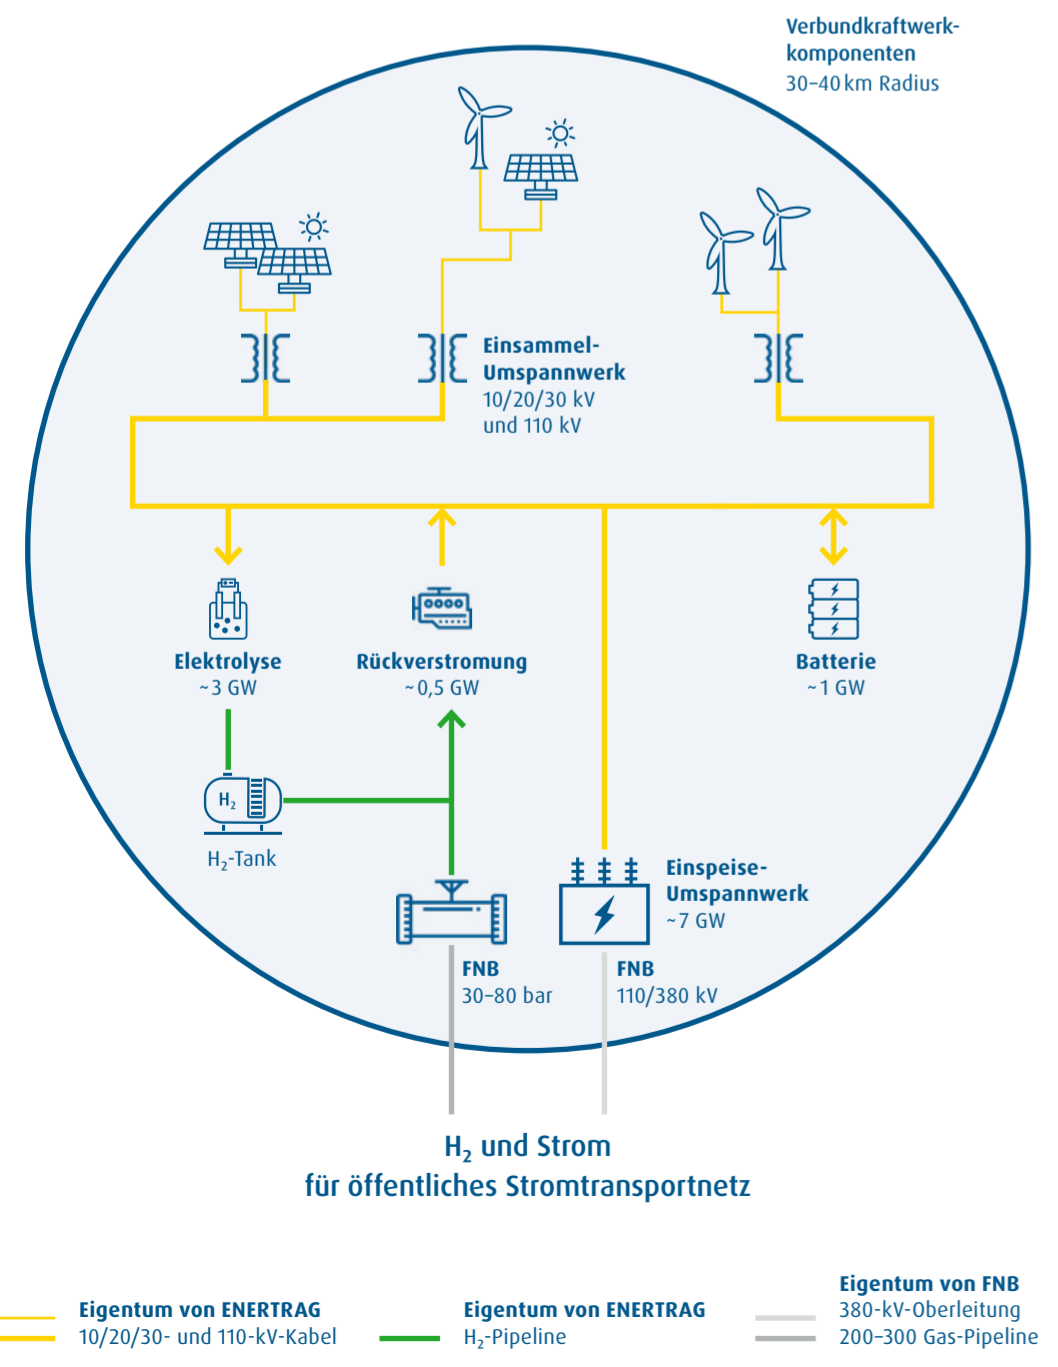 Verbundkraftwerk-
komponenten
30–40 km Radius
Einsammel-
Umspannwerk
10/20/30 kV
und 110 kV
Elektrolyse
~3 GW
Rückverstromung
~0,5 GW
Batterie
~1 GW
H₂
H₂-Tank
Einspeise-
Umspannwerk
~7 GW
FNB
30–80 bar
FNB
110/380 kV
H₂ und Strom
für öffentliches Stromtransportnetz
Eigentum von ENERTRAG
10/20/30- und 110-kV-Kabel
Eigentum von ENERTRAG
H₂-Pipeline
Eigentum von FNB
380-kV-Oberleitung
200–300 Gas-Pipeline